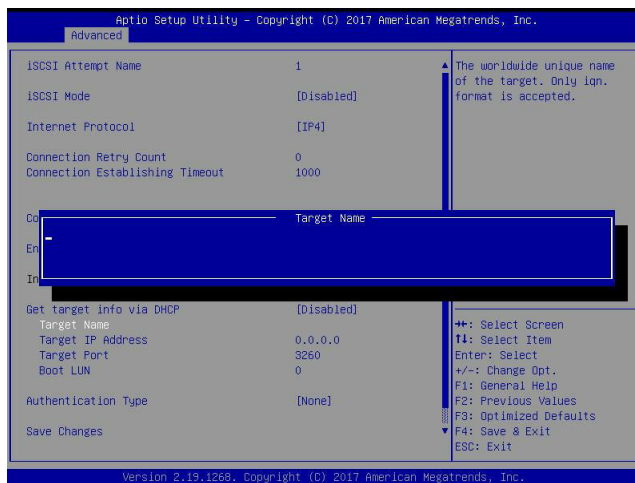 Aptio Setup Utility – Copyright (C) 2017 American Megatrends, Inc.
Advanced
iSCSI Attempt Name 1
iSCSI Mode [Disabled]
Internet Protocol [IP4]
Connection Retry Count 0
Connection Establishing Timeout 1000
Co
Target Name
En
In
Get target info via DHCP [Disabled]
Target Name
Target IP Address 0.0.0.0
Target Port 3260
Boot LUN 0
Authentication Type [None]
Save Changes
The worldwide unique name
of the target. Only iqn.
format is accepted.
→←: Select Screen
↑↓: Select Item
Enter: Select
+/-: Change Opt.
F1: General Help
F2: Previous Values
F3: Optimized Defaults
F4: Save & Exit
ESC: Exit
Version 2.19.1268. Copyright (C) 2017 American Megatrends, Inc.